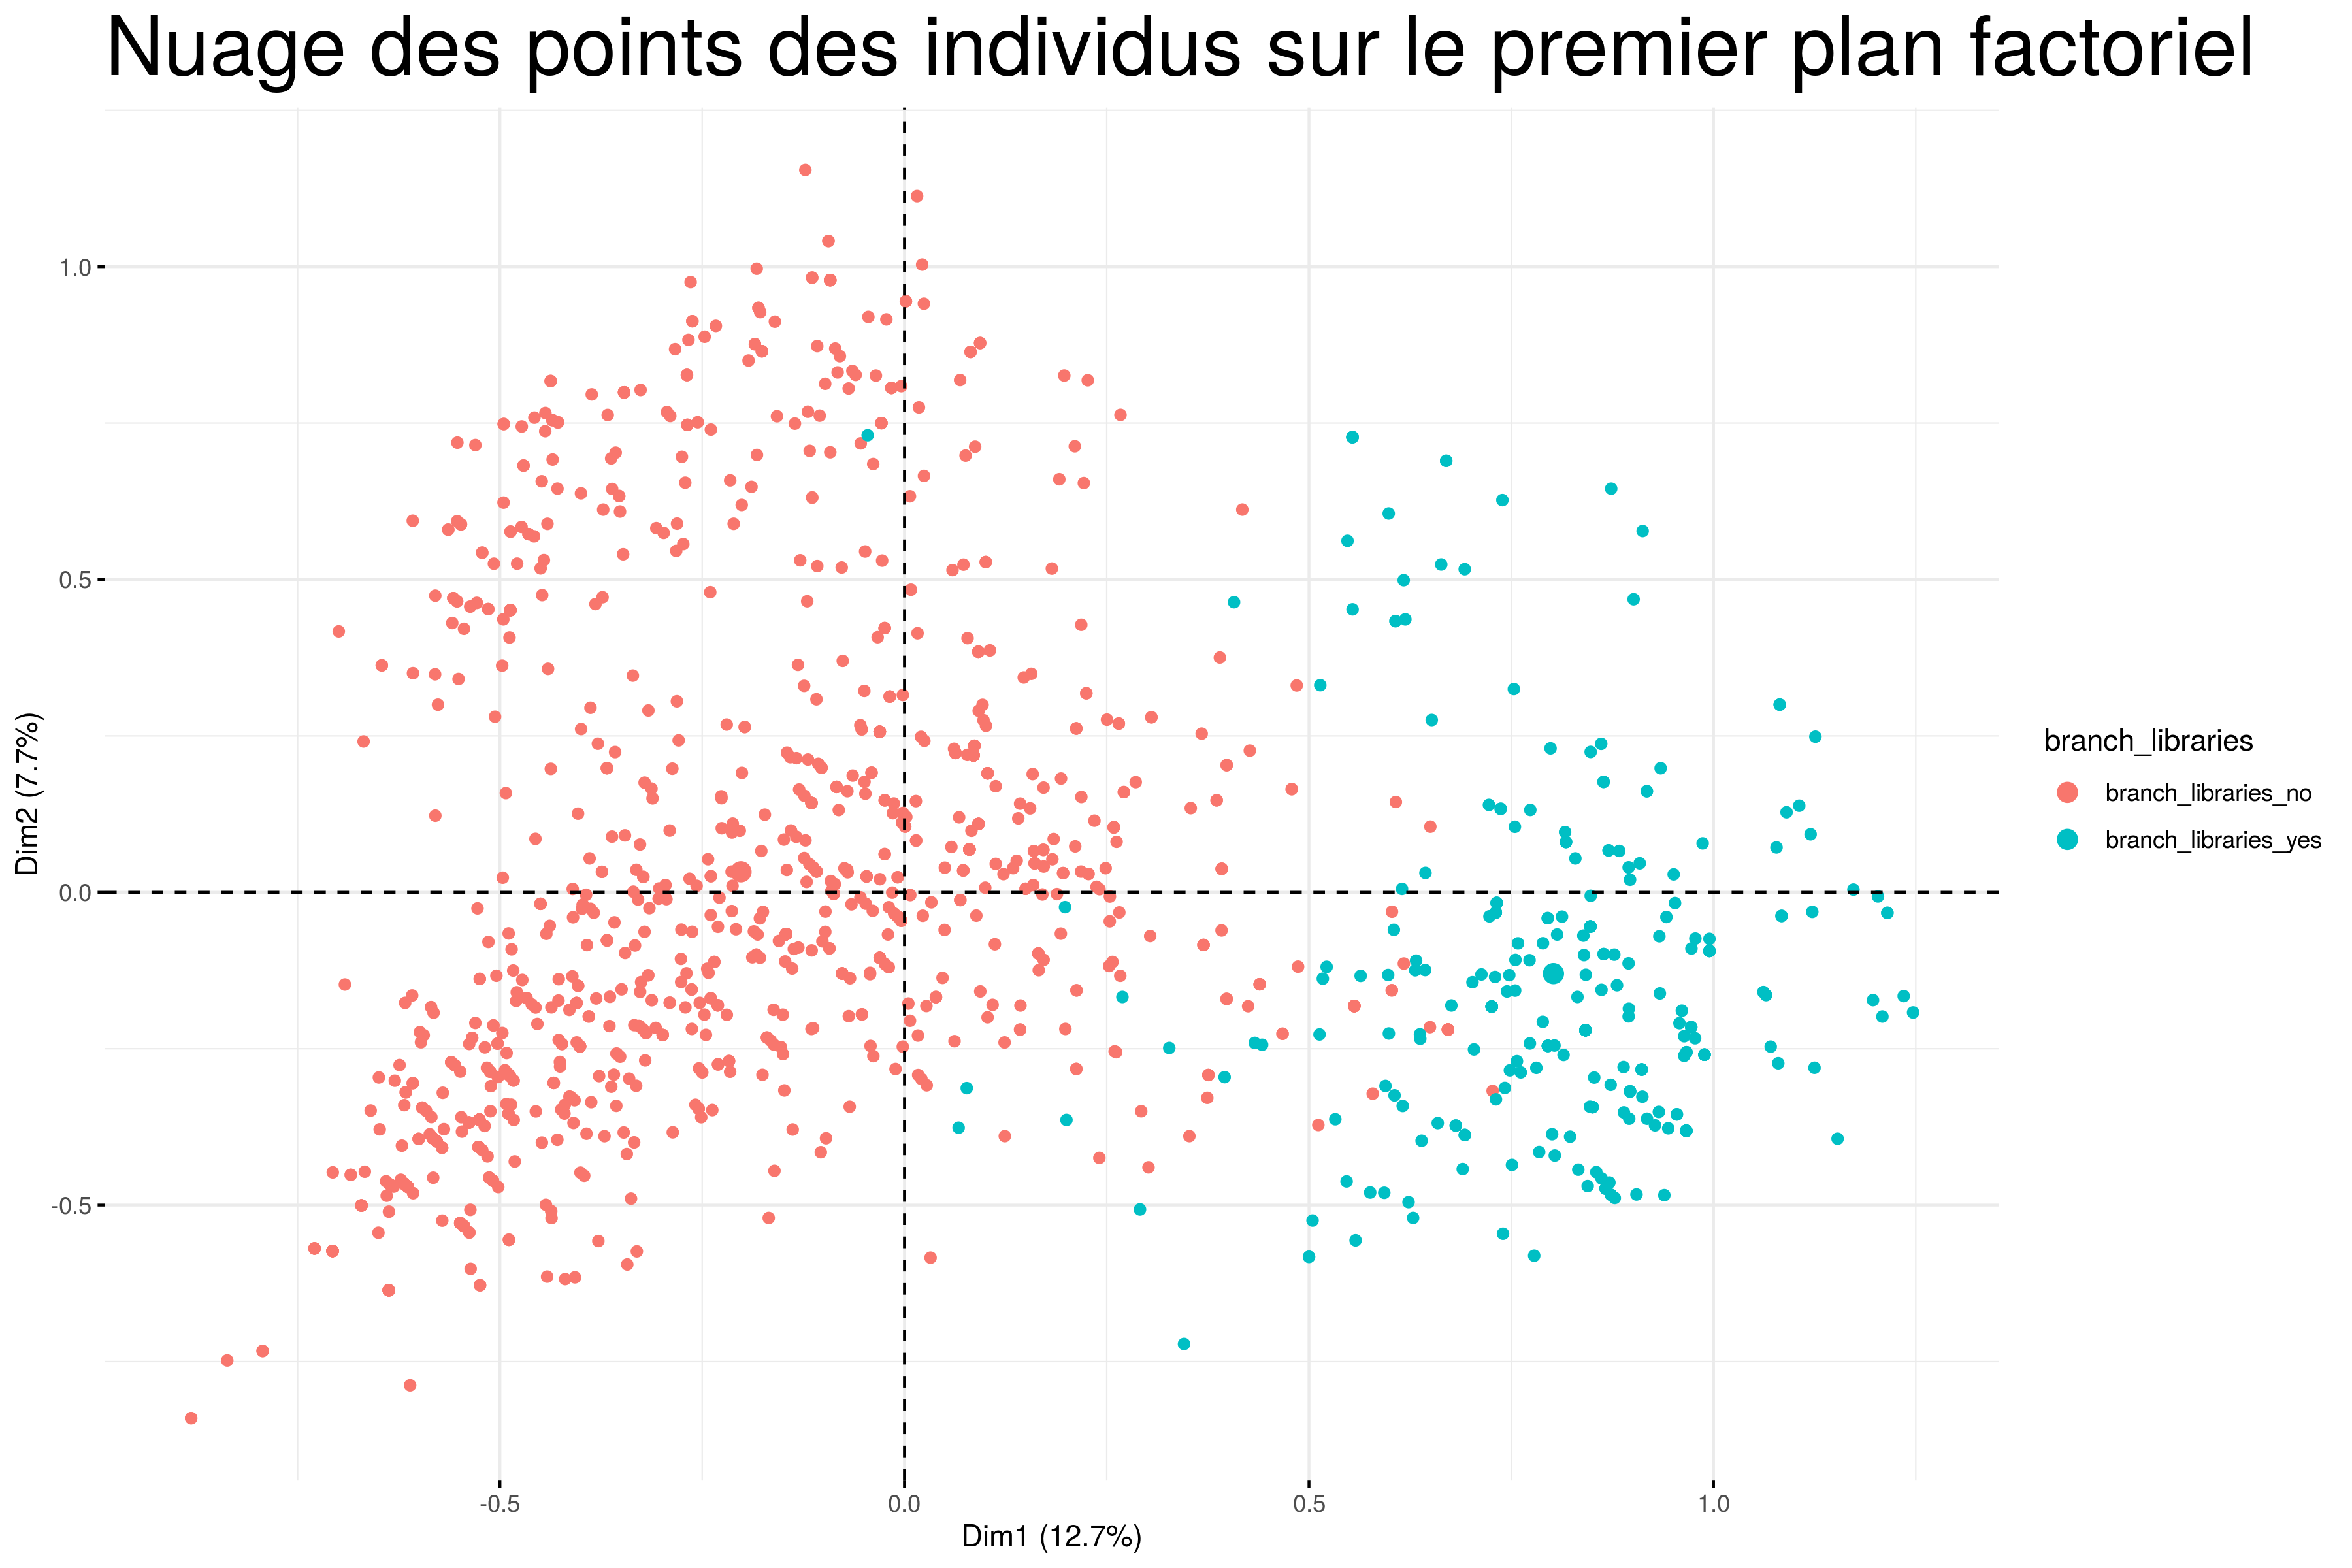 Nuage des points des individus sur le premier plan factoriel
1.0
0.5
0.0
-0.5
Dim2 (7.7%)
-0.5
0.0
0.5
1.0
Dim1 (12.7%)
branch_libraries
branch_libraries_no
branch_libraries_yes